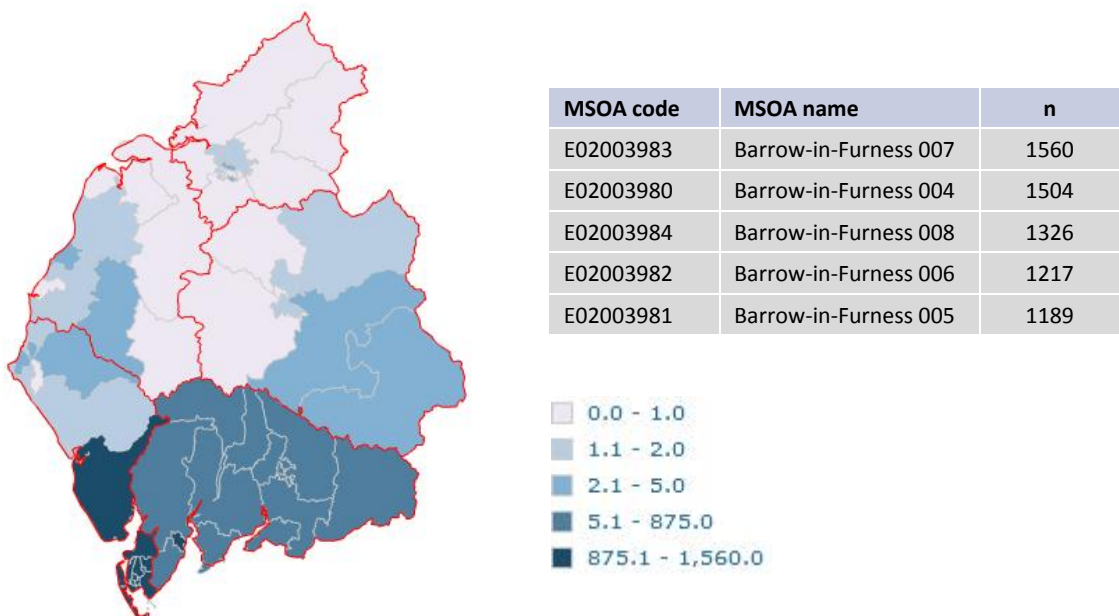 MSOA code MSOA name n
E02003983 Barrow-in-Furness 007 1560
E02003980 Barrow-in-Furness 004 1504
E02003984 Barrow-in-Furness 008 1326
E02003982 Barrow-in-Furness 006 1217
E02003981 Barrow-in-Furness 005 1189
0.0 - 1.0
1.1 - 2.0
2.1 - 5.0
5.1 - 875.0
875.1 - 1,560.0